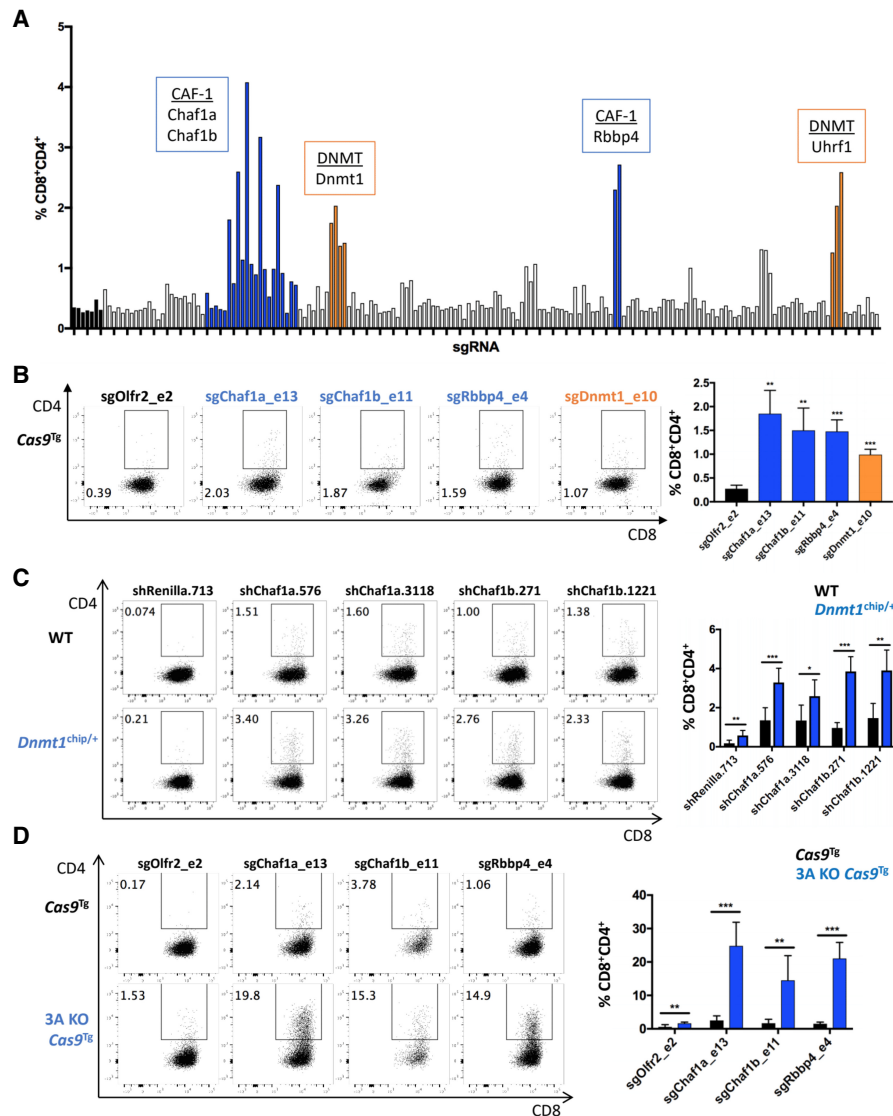 A
% CD8⁺CD4⁺
5
4
3
2
1
0
CAF-1
Chaf1a
Chaf1b
DNMT
Dnmt1
CAF-1
Rbbp4
DNMT
Uhrf1
sgRNA
B
CD4
Cas9ᵀᵍ
sgOlfr2_e2
sgChaf1a_e13
sgChaf1b_e11
sgRbbp4_e4
sgDnmt1_e10
0.39
2.03
1.87
1.59
1.07
CD8
% CD8⁺CD4⁺
2.5
2.0
1.5
1.0
0.5
0.0
** ** *** ***
sgOlfr2_e2
sgChaf1a_e13
sgChaf1b_e11
sgRbbp4_e4
sgDnmt1_e10
C
CD4
shRenilla.713
shChaf1a.576
shChaf1a.3118
shChaf1b.271
shChaf1b.1221
WT
0.074
1.51
1.60
1.00
1.38
Dnmt1ᶜʰⁱᵖ/⁺
0.21
3.40
3.26
2.76
2.33
CD8
WT
Dnmt1ᶜʰⁱᵖ/⁺
% CD8⁺CD4⁺
6
4
2
0
** *** * *** **
shRenilla.713
shChaf1a.576
shChaf1a.3118
shChaf1b.271
shChaf1b.1221
D
CD4
sgOlfr2_e2
sgChaf1a_e13
sgChaf1b_e11
sgRbbp4_e4
Cas9ᵀᵍ
0.17
2.14
3.78
1.06
3A KO
Cas9ᵀᵍ
1.53
19.8
15.3
14.9
CD8
Cas9ᵀᵍ
3A KO Cas9ᵀᵍ
% CD8⁺CD4⁺
40
30
20
10
0
** *** ** ***
sgOlfr2_e2
sgChaf1a_e13
sgChaf1b_e11
sgRbbp4_e4